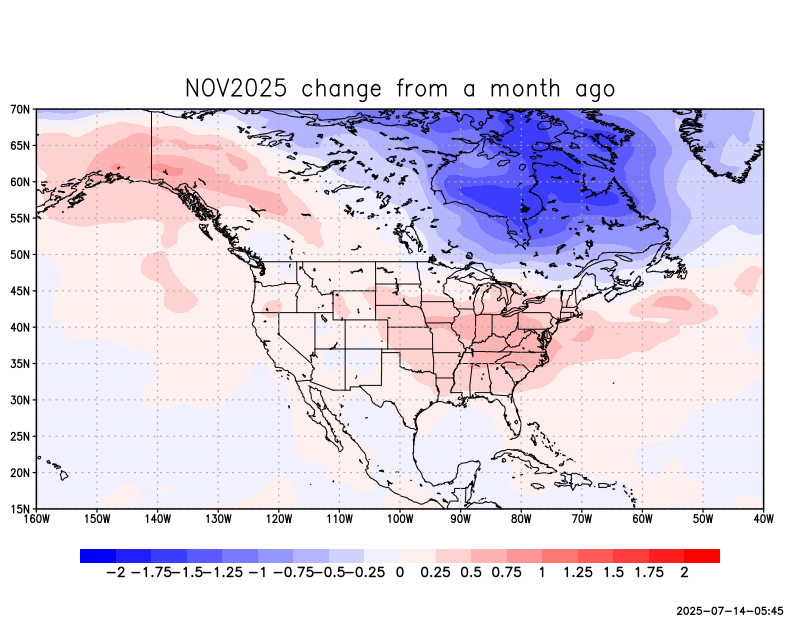 NOV2025 change from a month ago
70N
65N
60N
55N
50N
45N
40N
35N
30N
25N
20N
15N
160W 150W 140W 130W 120W 110W 100W 90W 80W 70W 60W 50W 40W
-2 -1.75 -1.5 -1.25 -1 -0.75 -0.5 -0.25 0 0.25 0.5 0.75 1 1.25 1.5 1.75 2
2025-07-14-05:45